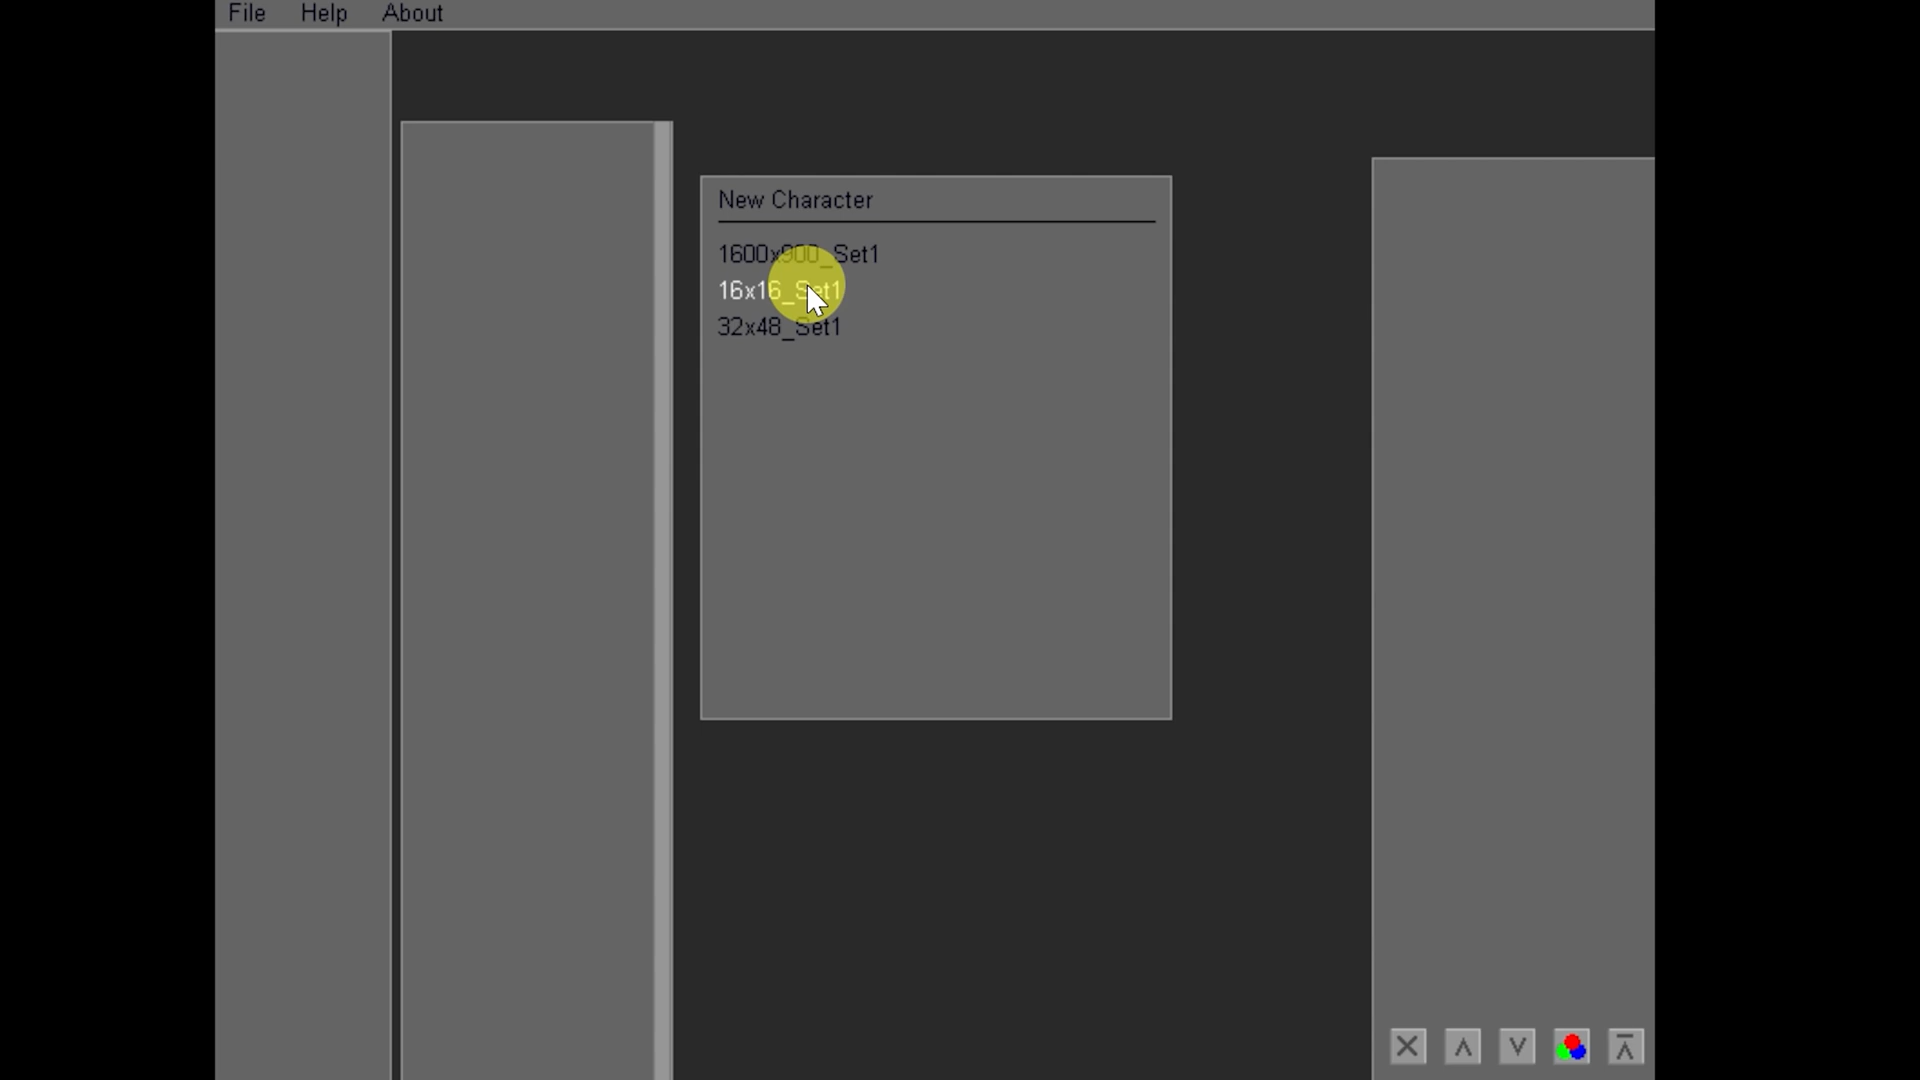 File Help About
New Character
1600x900_Set1
16x16_Set1
32x48_Set1